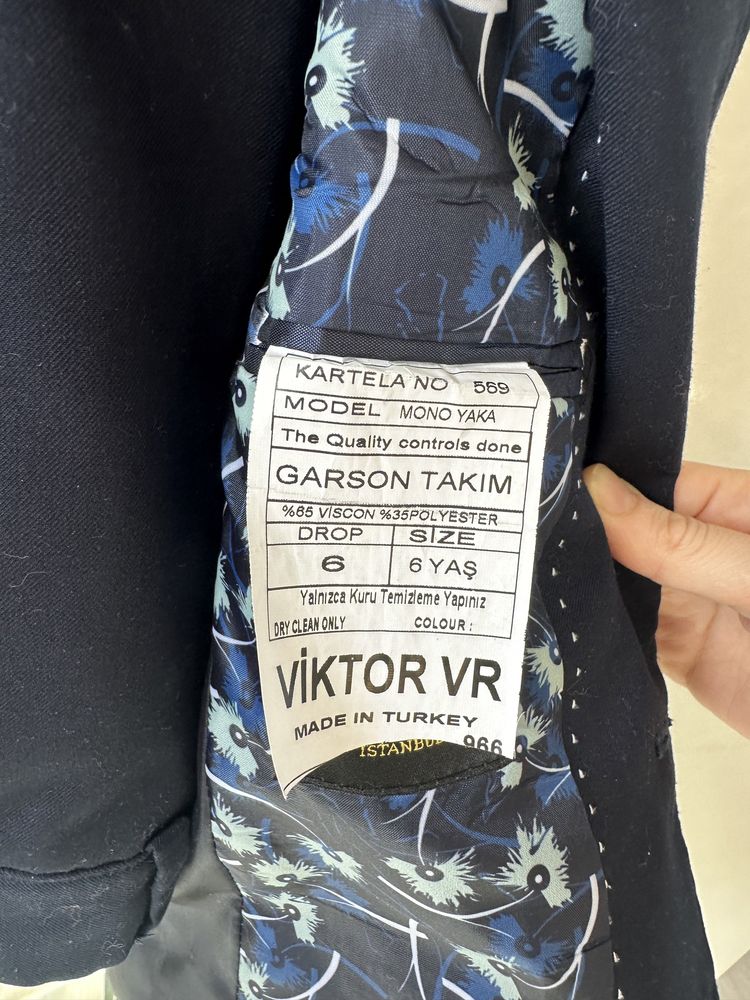 KARTELA NO 569
MODEL MONO YAKA
The Quality controls done
GARSON TAKIM
%65 VİSCON %35POLYESTER
DROP SIZE
6 6 YAŞ
Yalnızca Kuru Temizleme Yapınız
DRY CLEAN ONLY COLOUR :
VİKTOR VR
MADE IN TURKEY
966